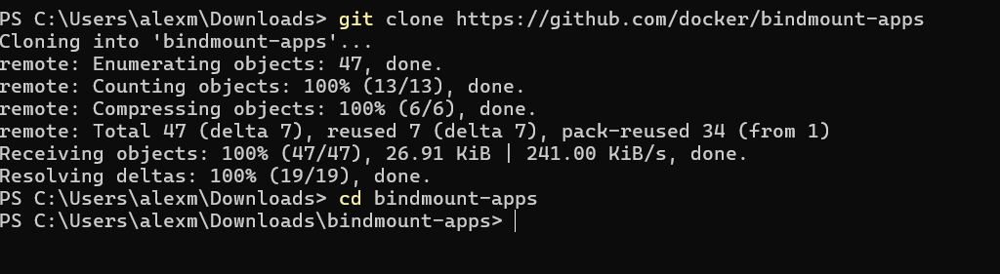 PS C:\Users\alexm\Downloads> git clone https://github.com/docker/bindmount-apps
Cloning into 'bindmount-apps'...
remote: Enumerating objects: 47, done.
remote: Counting objects: 100% (13/13), done.
remote: Compressing objects: 100% (6/6), done.
remote: Total 47 (delta 7), reused 7 (delta 7), pack-reused 34 (from 1)
Receiving objects: 100% (47/47), 26.91 KiB | 241.00 KiB/s, done.
Resolving deltas: 100% (19/19), done.
PS C:\Users\alexm\Downloads> cd bindmount-apps
PS C:\Users\alexm\Downloads\bindmount-apps>